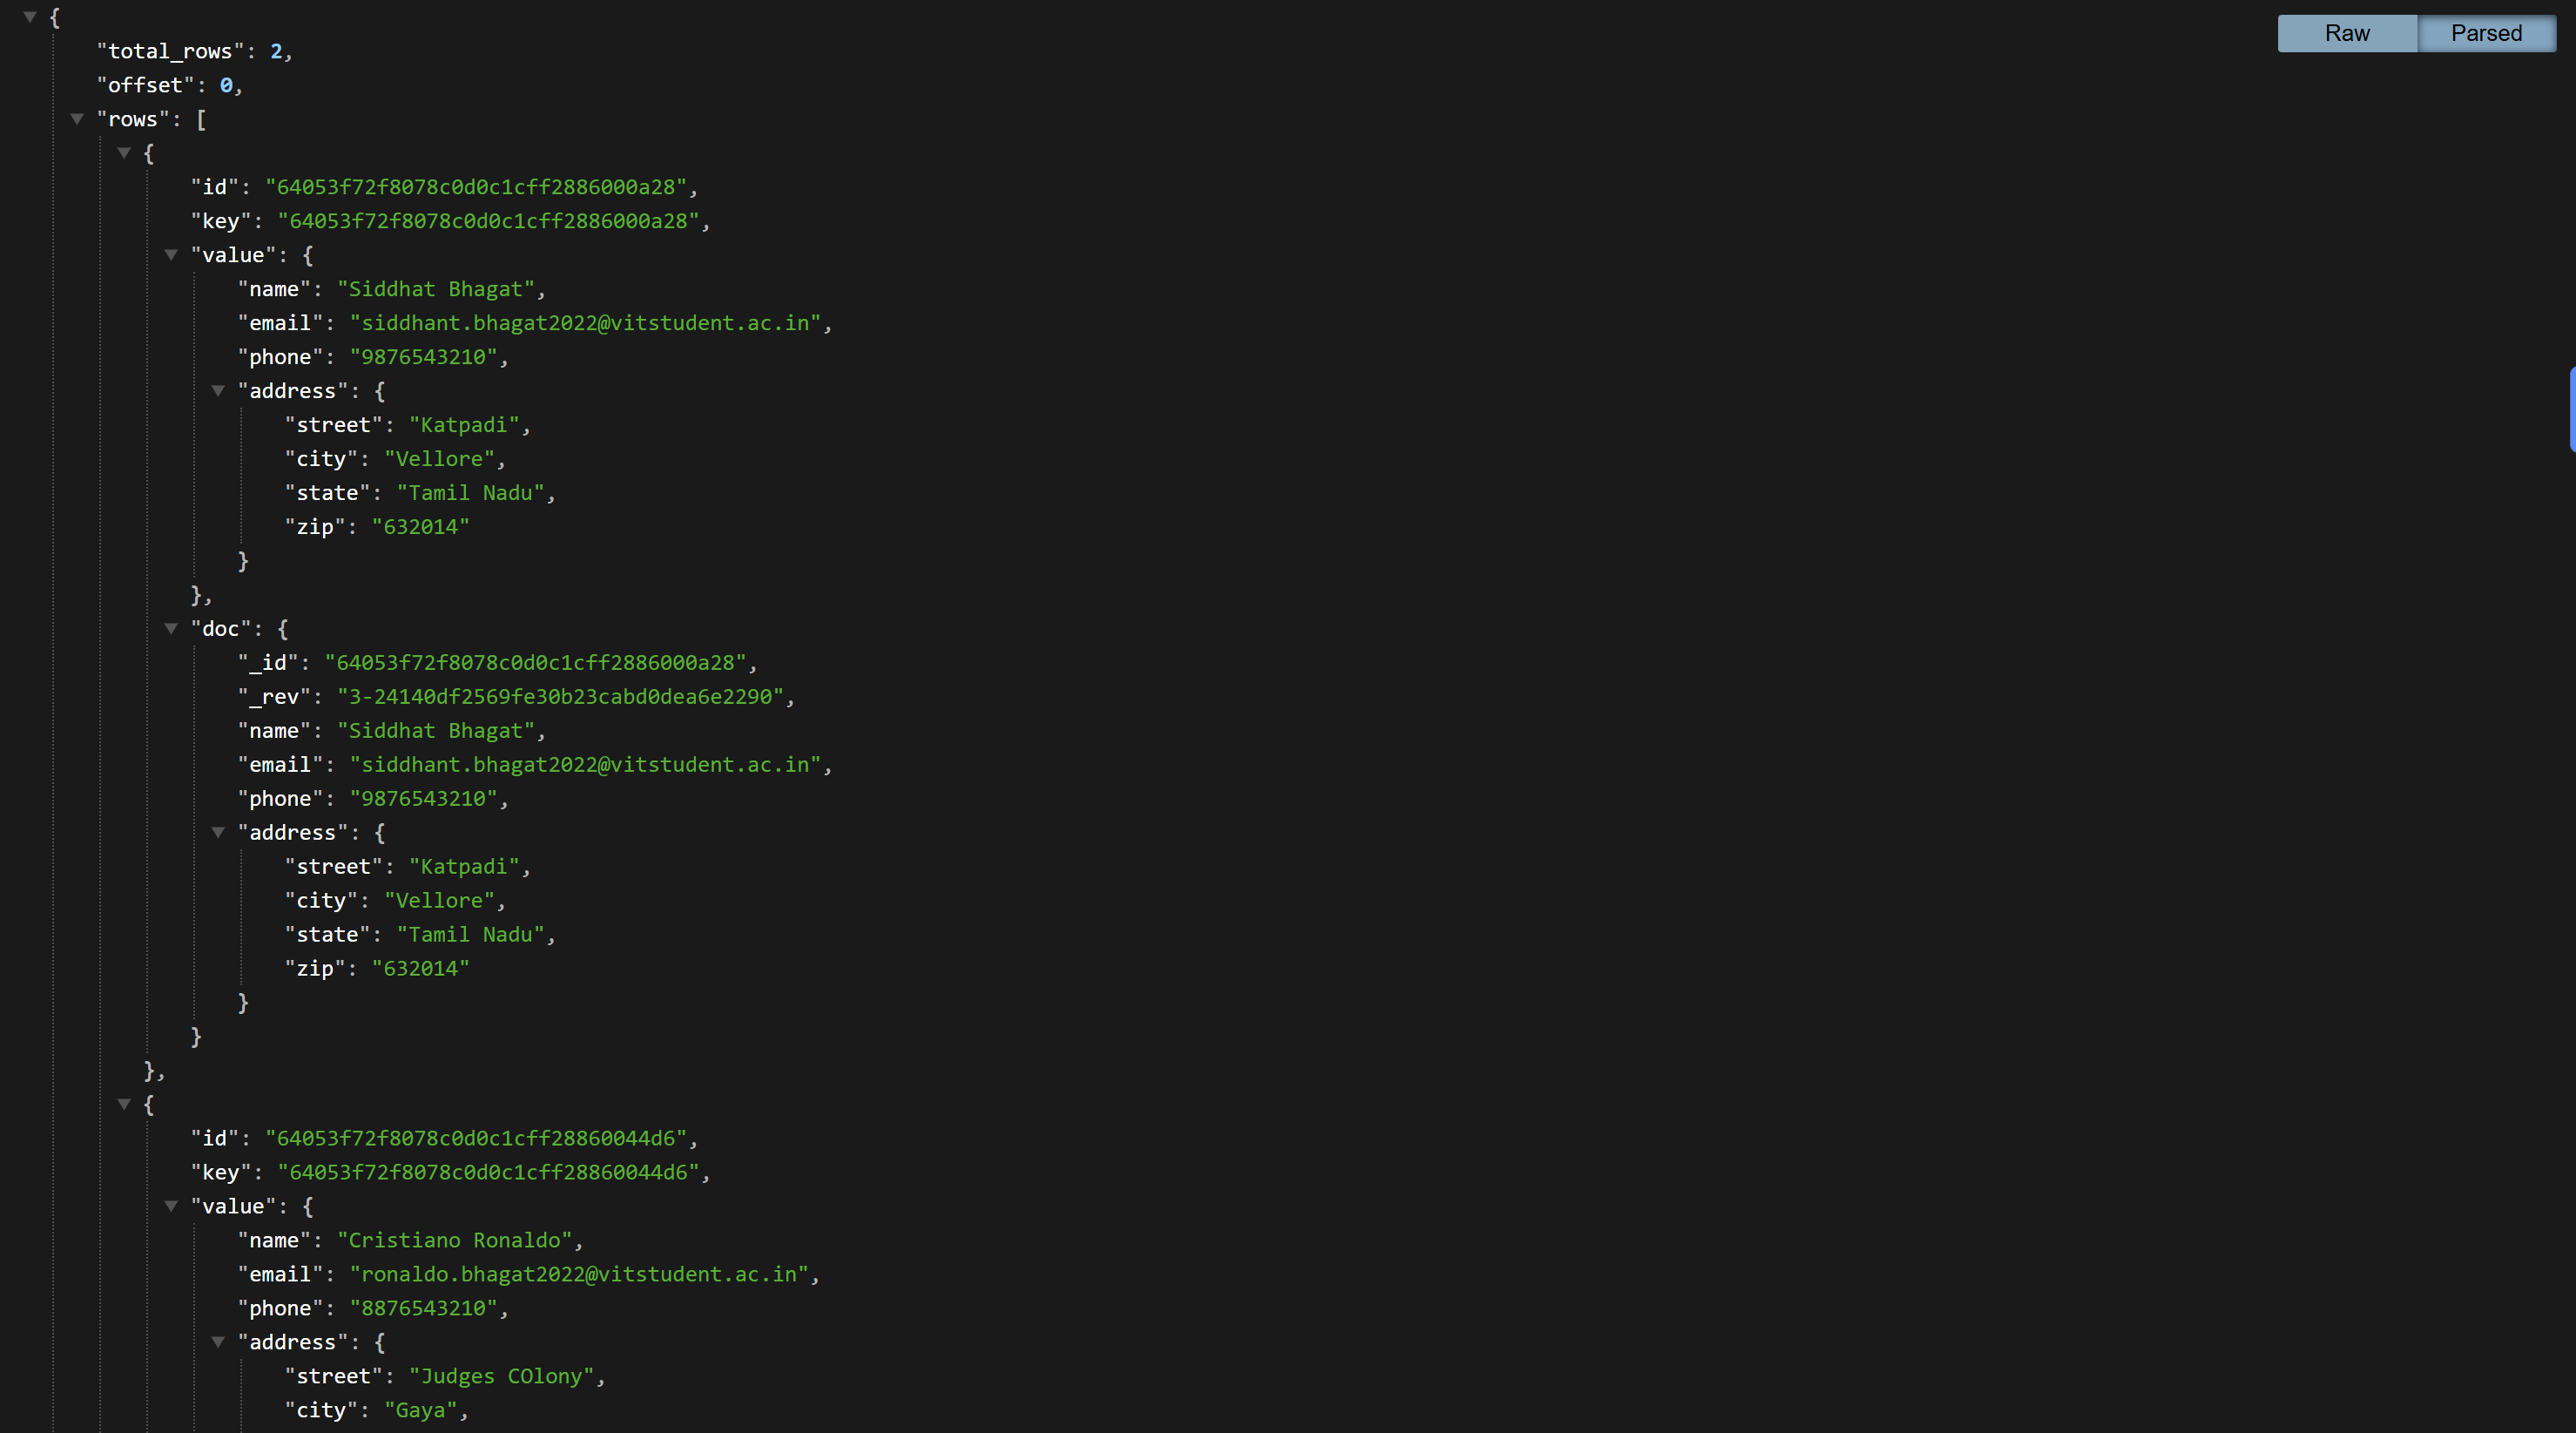 {
Raw Parsed
"total_rows": 2,
"offset": 0,
"rows": [
{
"id": "64053f72f8078c0d0c1cff2886000a28",
"key": "64053f72f8078c0d0c1cff2886000a28",
"value": {
"name": "Siddhat Bhagat",
"email": "siddhant.bhagat2022@vitstudent.ac.in",
"phone": "9876543210",
"address": {
"street": "Katpadi",
"city": "Vellore",
"state": "Tamil Nadu",
"zip": "632014"
}
},
"doc": {
"_id": "64053f72f8078c0d0c1cff2886000a28",
"_rev": "3-24140df2569fe30b23cabd0dea6e2290",
"name": "Siddhat Bhagat",
"email": "siddhant.bhagat2022@vitstudent.ac.in",
"phone": "9876543210",
"address": {
"street": "Katpadi",
"city": "Vellore",
"state": "Tamil Nadu",
"zip": "632014"
}
}
},
{
"id": "64053f72f8078c0d0c1cff28860044d6",
"key": "64053f72f8078c0d0c1cff28860044d6",
"value": {
"name": "Cristiano Ronaldo",
"email": "ronaldo.bhagat2022@vitstudent.ac.in",
"phone": "8876543210",
"address": {
"street": "Judges COlony",
"city": "Gaya",